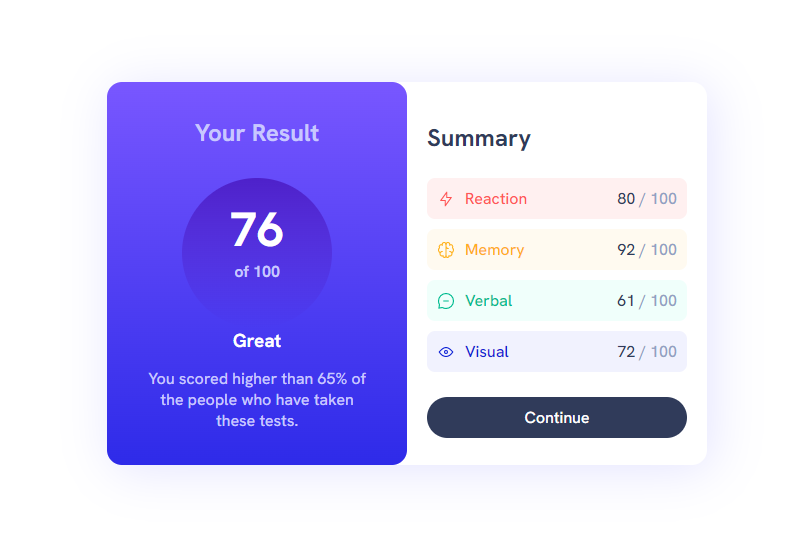 Your Result
76
of 100
Great
You scored higher than 65% of
the people who have taken
these tests.
Summary
Reaction 80 / 100
Memory 92 / 100
Verbal 61 / 100
Visual 72 / 100
Continue